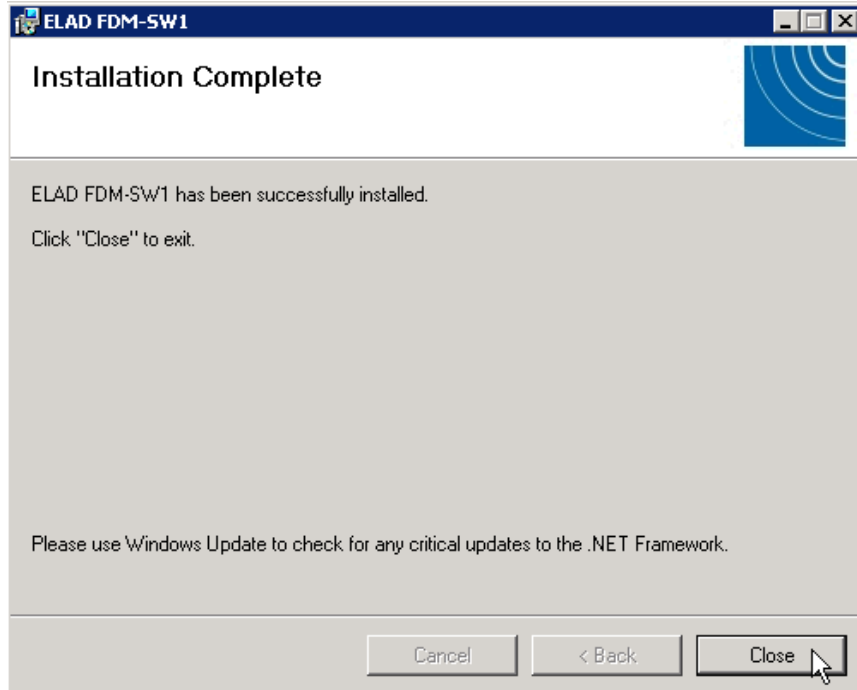 ELAD FDM-SW1
Installation Complete
ELAD FDM-SW1 has been successfully installed.
Click "Close" to exit.
Please use Windows Update to check for any critical updates to the .NET Framework.
Cancel
< Back
Close